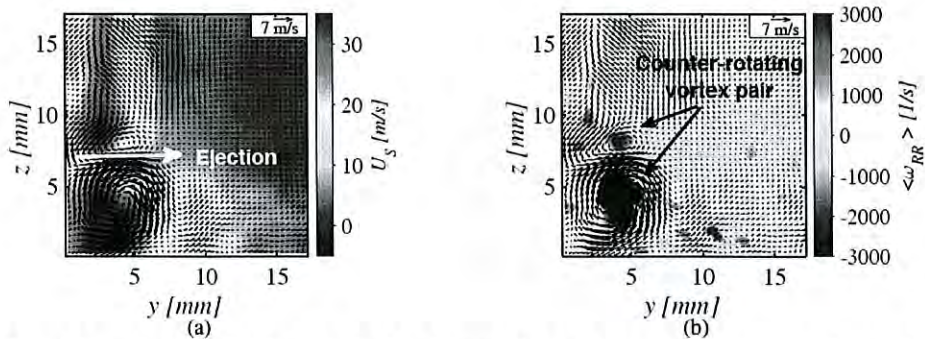 7 m/s
15
10
5
z [mm]
Ejection
5 10 15
y [mm]
(a)
30
20
10
0
U_S [m/s]
7 m/s
Counter-rotating
vortex pair
15
10
5
z [mm]
5 10 15
y [mm]
(b)
3000
2000
1000
0
-1000
-2000
-3000
<ω_RR> [1/s]